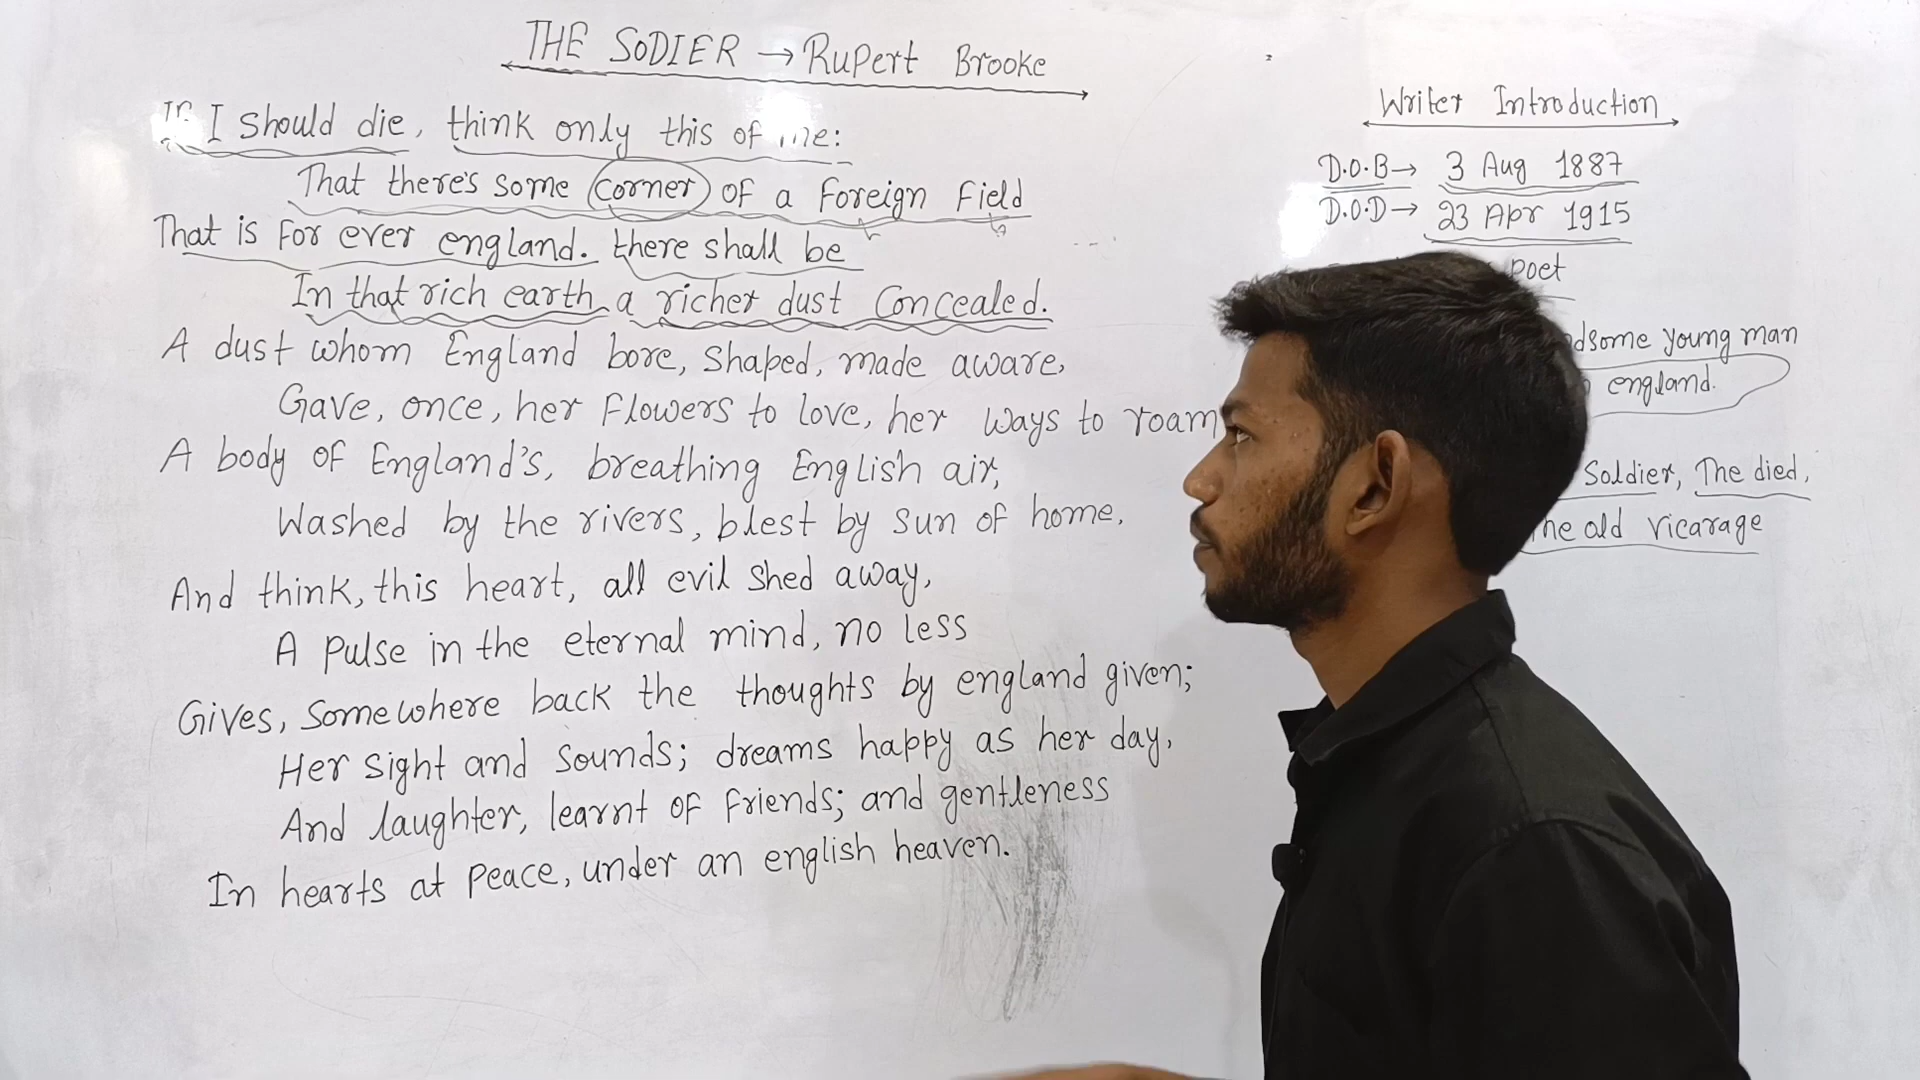 THE SODIER → Rupert Brooke
I should die, think only this of me:
That there's some corner of a foreign field
That is for ever england. there shall be
In that rich earth a richer dust Concealed.
A dust whom England bore, shaped, made aware,
Gave, once, her flowers to love, her ways to roam
A body of England's, breathing English air,
Washed by the rivers, blest by sun of home,
And think, this heart, all evil shed away,
A pulse in the eternal mind, no less
Gives, somewhere back the thoughts by england given;
Her sight and sounds; dreams happy as her day,
And laughter, learnt of friends; and gentleness
In hearts at peace, under an english heaven.
Writer Introduction
D.O.B → 3 Aug 1887
D.O.D → 23 Apr 1915
poet
young man
england.
Soldier, The died,
old vicarage